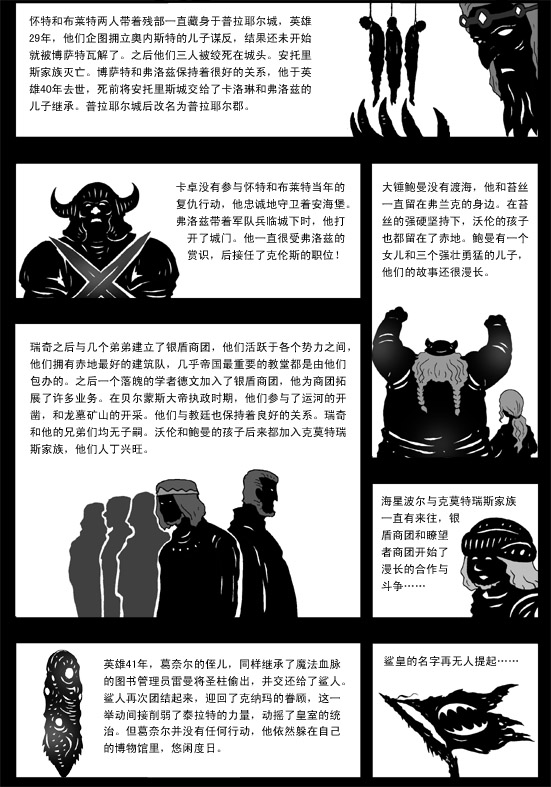 怀特和布莱特两人带着残部一直藏身于普拉耶尔城，英雄
29年，他们企图拥立奥内斯特的儿子谋反，结果还未开始
就被博萨特瓦解了。之后他们三人被绞死在城头。安托里
斯家族灭亡。博萨特和弗洛兹保持着很好的关系，他于英
雄40年去世，死前将安托里斯城交给了卡洛琳和弗洛兹的
儿子继承。普拉耶尔城后改名为普拉耶尔郡。
卡卓没有参与怀特和布莱特当年的
复仇行动，他忠诚地守卫着安海堡。
弗洛兹带着军队兵临城下时，他打
开了城门。他一直很受弗洛兹的
赏识，后接任了克伦斯的职位！
大锤鲍曼没有渡海，他和苔丝
一直留在弗兰克的身边。在苔
丝的强硬坚持下，沃伦的孩子
也都留在了赤地。鲍曼有一个
女儿和三个强壮勇猛的儿子，
他们的故事还很漫长。
瑞奇之后与几个弟弟建立了银盾商团，他们活跃于各个势力之间，
他们拥有赤地最好的建筑队，几乎帝国最重要的教堂都是由他们
包办的。之后一个落魄的学者德文加入了银盾商团，他为商团拓
展了许多业务。在贝尔蒙斯大帝执政时期，他们参与了运河的开
凿，和龙墓矿山的开采。他们与教廷也保持着良好的关系。瑞奇
和他的兄弟们均无子嗣。沃伦和鲍曼的孩子后来都加入克莫特瑞
斯家族，他们人丁兴旺。
海星波尔与克莫特瑞斯家族
一直有来往，银
盾商团和瞭望
者商团开始了
漫长的合作与
斗争……
英雄41年，葛奈尔的侄儿，同样继承了魔法血脉
的图书管理员雷曼将圣柱偷出，并交还给了鲨人。
鲨人再次团结起来，迎回了克纳玛的眷顾，这一
举动间接削弱了泰拉特的力量，动摇了皇室的统
治。但葛奈尔并没有任何行动，他依然躲在自己
的博物馆里，悠闲度日。
鲨皇的名字再无人提起……